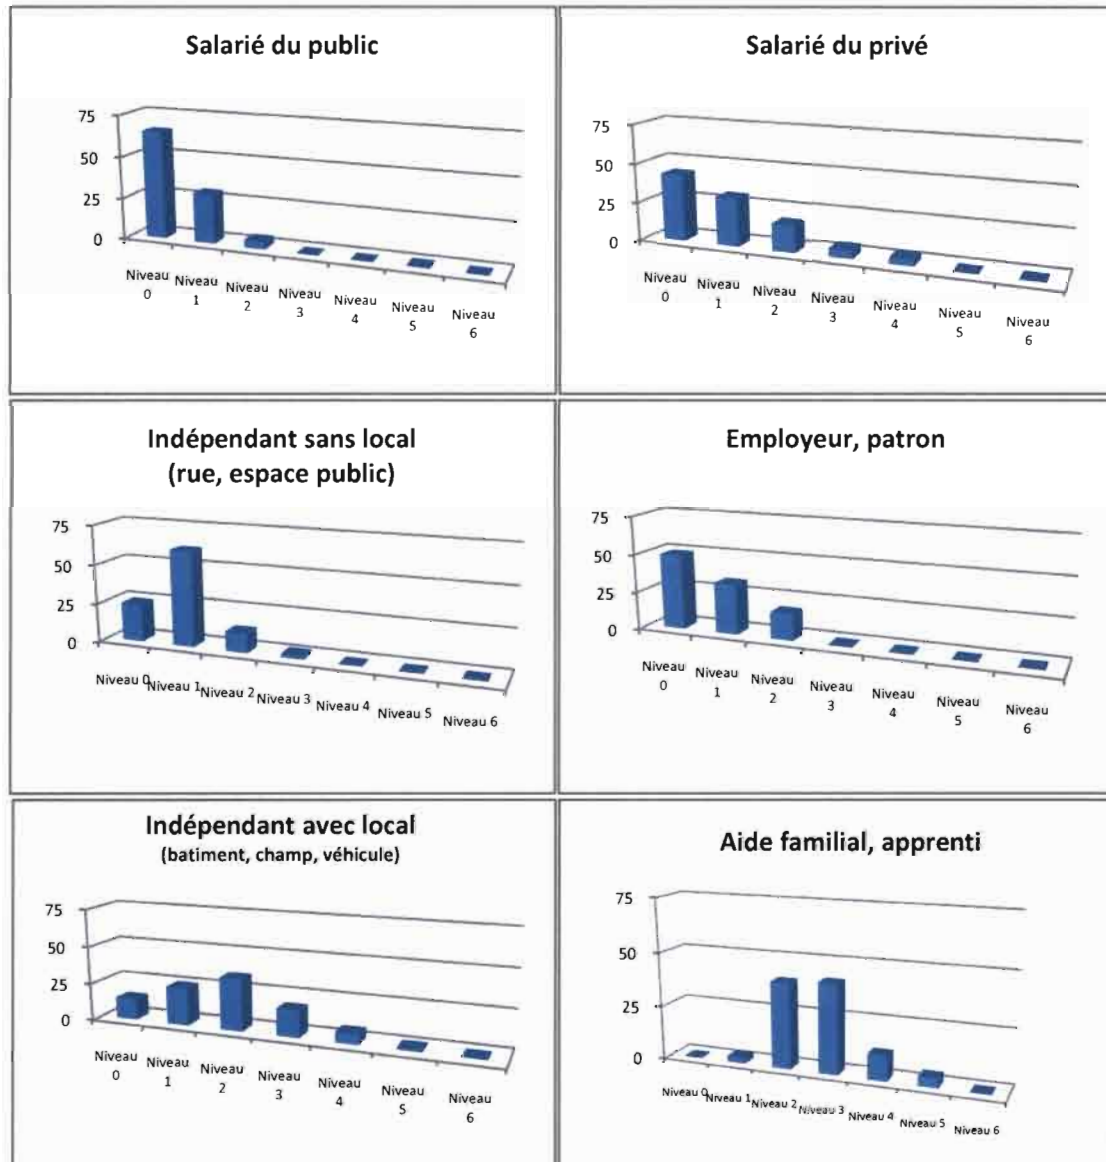 Salarié du public
75
50
25
0
Niveau 0
Niveau 1
Niveau 2
Niveau 3
Niveau 4
Niveau 5
Niveau 6
Salarié du privé
75
50
25
0
Niveau 0
Niveau 1
Niveau 2
Niveau 3
Niveau 4
Niveau 5
Niveau 6
Indépendant sans local
(rue, espace public)
75
50
25
0
Niveau 0
Niveau 1
Niveau 2
Niveau 3
Niveau 4
Niveau 5
Niveau 6
Employeur, patron
75
50
25
0
Niveau 0
Niveau 1
Niveau 2
Niveau 3
Niveau 4
Niveau 5
Niveau 6
Indépendant avec local
(batiment, champ, véhicule)
75
50
25
0
Niveau 0
Niveau 1
Niveau 2
Niveau 3
Niveau 4
Niveau 5
Niveau 6
Aide familial, apprenti
75
50
25
0
Niveau 0
Niveau 1
Niveau 2
Niveau 3
Niveau 4
Niveau 5
Niveau 6